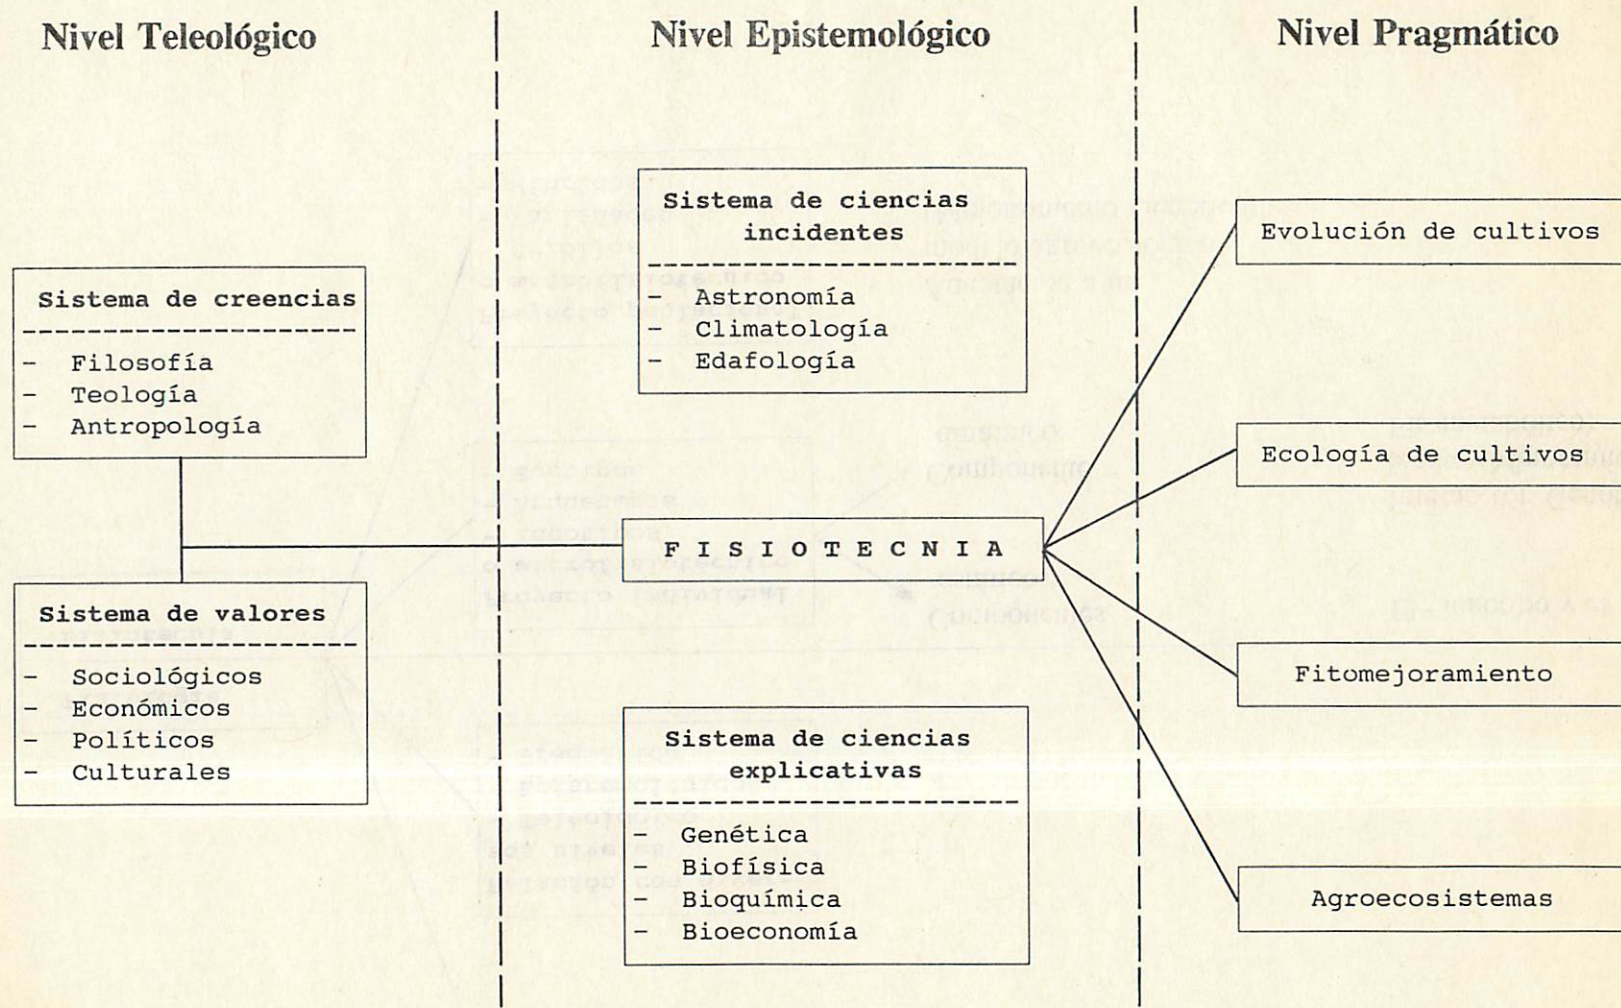 Nivel Teleológico
Nivel Epistemológico
Nivel Pragmático
Sistema de creencias
- Filosofía
- Teología
- Antropología
Sistema de valores
- Sociológicos
- Económicos
- Políticos
- Culturales
Sistema de ciencias
incidentes
- Astronomía
- Climatología
- Edafología
F I S I O T E C N I A
Sistema de ciencias
explicativas
- Genética
- Biofísica
- Bioquímica
- Bioeconomía
Evolución de cultivos
Ecología de cultivos
Fitomejoramiento
Agroecosistemas